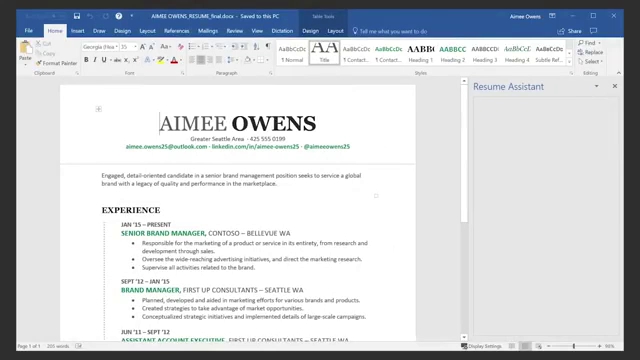 AIMEE OWENS_RESUME_final.docx - Saved to this PC
Table Tools
Aimee Owens
File Home Insert Draw Design Layout References Mailings Review View Dictation Design Layout Tell me what you want to do
Share
Paste
Cut
Copy
Format Painter
Georgia (Hea 35
B I U
AaBbCcDc AA AaBbCcDc AaBbCcDc AABBC AABBCC AaBbCcL AaBbCcDc
¶ Normal Title ¶ Contact... ¶ Contact... Heading 1 Heading 2 Heading 4 Subtle Refe...
Find
Replace
Select
Clipboard Font Paragraph Styles Editing
Resume Assistant
AIMEE OWENS
Greater Seattle Area · 425 555 0199
aimee.owens25@outlook.com · linkedin.com/in/aimee-owens25 · @aimeeowens25
Engaged, detail-oriented candidate in a senior brand management position seeks to service a global
brand with a legacy of quality and performance in the marketplace.
EXPERIENCE
JAN '15 – PRESENT
SENIOR BRAND MANAGER, CONTOSO – BELLEVUE WA
• Responsible for the marketing of a product or service in its entirety, from research and
development through sales.
• Oversee the wide-reaching advertising initiatives, and direct the marketing research.
• Supervise all activities related to the brand.
SEPT '12 – JAN '15
BRAND MANAGER, FIRST UP CONSULTANTS – SEATTLE WA
• Planned, developed and aided in marketing efforts for various brands and products.
• Created strategies to take advantage of market opportunities.
• Conceptualized strategic initiatives and implemented details of large-scale campaigns.
JUN '11 – SEPT '12
ASSISTANT ACCOUNT EXECUTIVE, FIRST UP CONSULTANTS – SEATTLE WA
Page 1 of 1 205 words
Display Settings